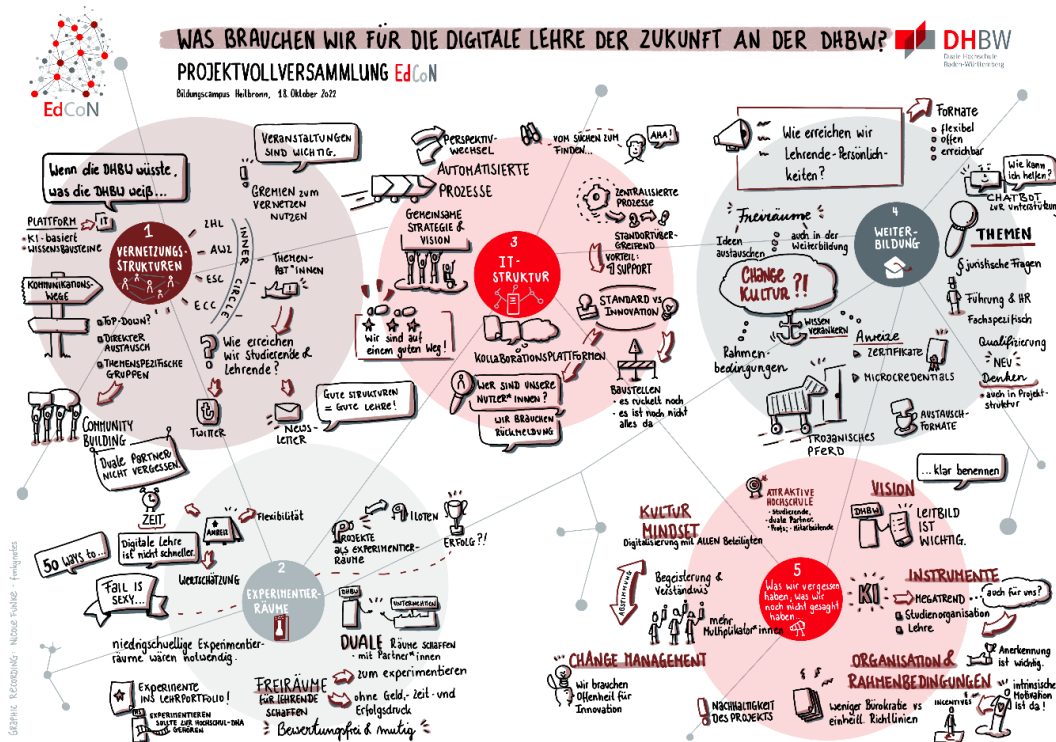 WAS BRAUCHEN WIR FÜR DIE DIGITALE LEHRE DER ZUKUNFT AN DER DHBW?
PROJEKTVOLLVERSAMMLUNG EdCoN
Bildungscampus Heilbronn, 18. Oktober 2022
EdCoN
DHBW
Duale Hochschule
Baden-Württemberg
Wenn die DHBW wüsste,
was die DHBW weiß...
VERANSTALTUNGEN
SIND WICHTIG.
GREMIEN ZUM
VERNETZEN
NUTZEN
PLATTFORM
IT
KI-basiert
WISSENSBAUSTEINE
1
VERNETZUNGS-
STRUKTUREN
ZHL
AWZ
ESC
ECC
INNER CIRCLE
THEMEN-
PAT*INNEN
KOMMUNIKATIONS-
WEGE
TOP-DOWN?
DIREKTER
AUSTAUSCH
THEMENSPEZIFISCHE
GRUPPEN
Wie erreichen
wir Studierende &
Lehrende?
COMMUNITY
BUILDING
TWITTER
NEWS-
LETTER
GUTE STRUKTUREN
= GUTE LEHRE!
PERSPEKTIV-
WECHSEL
VOM SUCHEN ZUM
FINDEN...
AHA!
AUTOMATISIERTE
PROZESSE
GEMEINSAME
STRATEGIE &
VISION
ZENTRALISIERTE
PROZESSE
STANDORTÜBER-
GREIFEND
VORTEIL:
SUPPORT
3
IT-
STRUKTUR
STANDARD VS
INNOVATION
Wir sind auf
einem guten Weg!
KOLLABORATIONSPLATTFORMEN
WER SIND UNSERE
NUTZER*INNEN?
WIR BRAUCHEN
RÜCKMELDUNG
BAUSTELLEN
- es ruckelt noch
- es ist noch nicht
alles da
Wie erreichen wir
Lehrende-Persönlich-
keiten?
FORMATE
flexibel
offen
erreichbar
Wie kann
ich helfen?
CHATBOT
ZUR UNTERSTÜTZUNG
Freiräume
Ideen
austauschen
auch in der
Weiterbildung
4
WEITER-
BILDUNG
THEMEN
§ juristische Fragen
Führung & HR
Fachspezifisch
CHANGE
KULTUR?!
WISSEN
VERANKERN
Rahmen-
bedingungen
Anreize
ZERTIFIKATE
MICROCREDENTIALS
Qualifizierung
NEU
Denken
auch in Projekt-
struktur
TROJANISCHES
PFERD
AUSTAUSCH-
FORMATE
Duale PARTNER
NICHT VERGESSEN.
ZEIT
50 WAYS to...
Digitale Lehre
ist nicht schneller.
ANREIZ
Flexibilität
WERTSCHÄTZUNG
FAIL IS
SEXY...
PROJEKTE
ALS EXPERIMENTIER-
RÄUME
PILOTEN
ERFOLG?!
2
EXPERIMENTIER-
RÄUME
DHBW
UNTERNEHMEN
DUALE RÄUME SCHAFFEN
- mit Partner*innen
niedrigschwellige Experimentier-
räume wären notwendig.
EXPERIMENTE
INS LEHRPORTFOLIO!
EXPERIMENTIEREN
SOLLTE ZUR HOCHSCHUL-DNA
GEHÖREN
FREIRÄUME
FÜR LEHRENDE
SCHAFFEN
zum experimentieren
ohne Geld-, Zeit- und
Erfolgsdruck
Bewertungsfrei & mutig
KULTUR
MINDSET
Digitalisierung mit ALLEN Beteiligten
ATTRAKTIVE
HOCHSCHULE
- Studierende,
- duale Partner,
- Profs; - Mitarbeitende
VISION
DHBW
LEITBILD
IST
WICHTIG.
...klar benennen
ABSTIMMUNG
Begeisterung &
Verständnis
mehr
Multiplikator*innen
5
Was wir vergessen
haben, was wir
noch nicht gesagt
haben...
KI
INSTRUMENTE
MEGATREND
auch für uns?
Studienorganisation
Lehre
CHANGE MANAGEMENT
Wir brauchen
Offenheit für
Innovation
ORGANISATION &
RAHMENBEDINGUNGEN
Anerkennung
ist wichtig.
NACHHALTIGKEIT
DES PROJEKTS
weniger Bürokratie vs
einheitl. Richtlinien
INCENTIVES
intrinsische
Motivation
ist da!
GRAPHIC RECORDING - NICOLE FUNKE - funkynotes